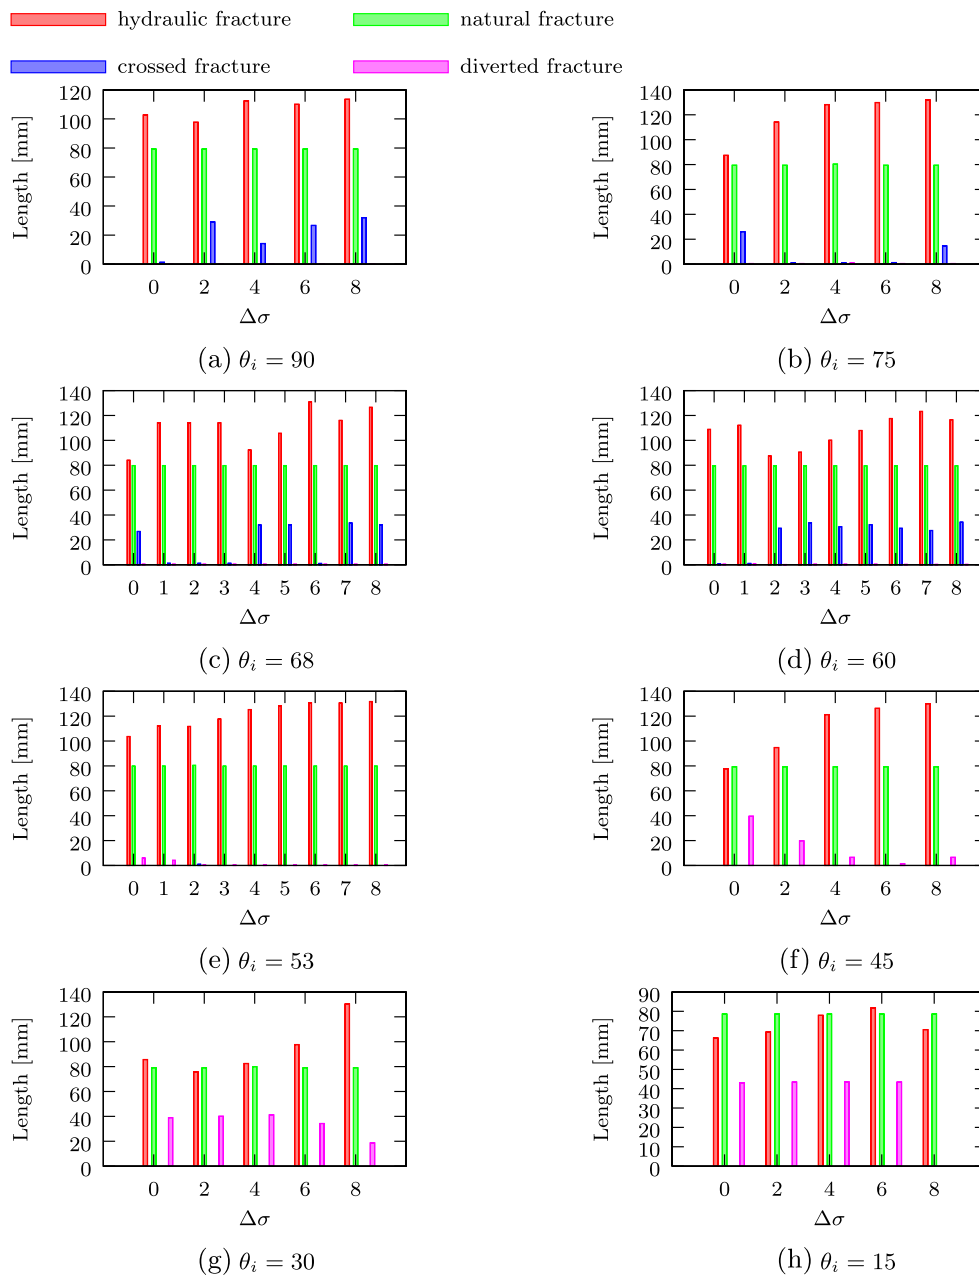 hydraulic fracture natural fracture
crossed fracture diverted fracture
Length [mm]
120
100
80
60
40
20
0
0 2 4 6 8
Δσ
(a) θi = 90
Length [mm]
140
120
100
80
60
40
20
0
0 2 4 6 8
Δσ
(b) θi = 75
Length [mm]
140
120
100
80
60
40
20
0
0 1 2 3 4 5 6 7 8
Δσ
(c) θi = 68
Length [mm]
140
120
100
80
60
40
20
0
0 1 2 3 4 5 6 7 8
Δσ
(d) θi = 60
Length [mm]
140
120
100
80
60
40
20
0
0 1 2 3 4 5 6 7 8
Δσ
(e) θi = 53
Length [mm]
140
120
100
80
60
40
20
0
0 2 4 6 8
Δσ
(f) θi = 45
Length [mm]
140
120
100
80
60
40
20
0
0 2 4 6 8
Δσ
(g) θi = 30
Length [mm]
90
80
70
60
50
40
30
20
10
0
0 2 4 6 8
Δσ
(h) θi = 15